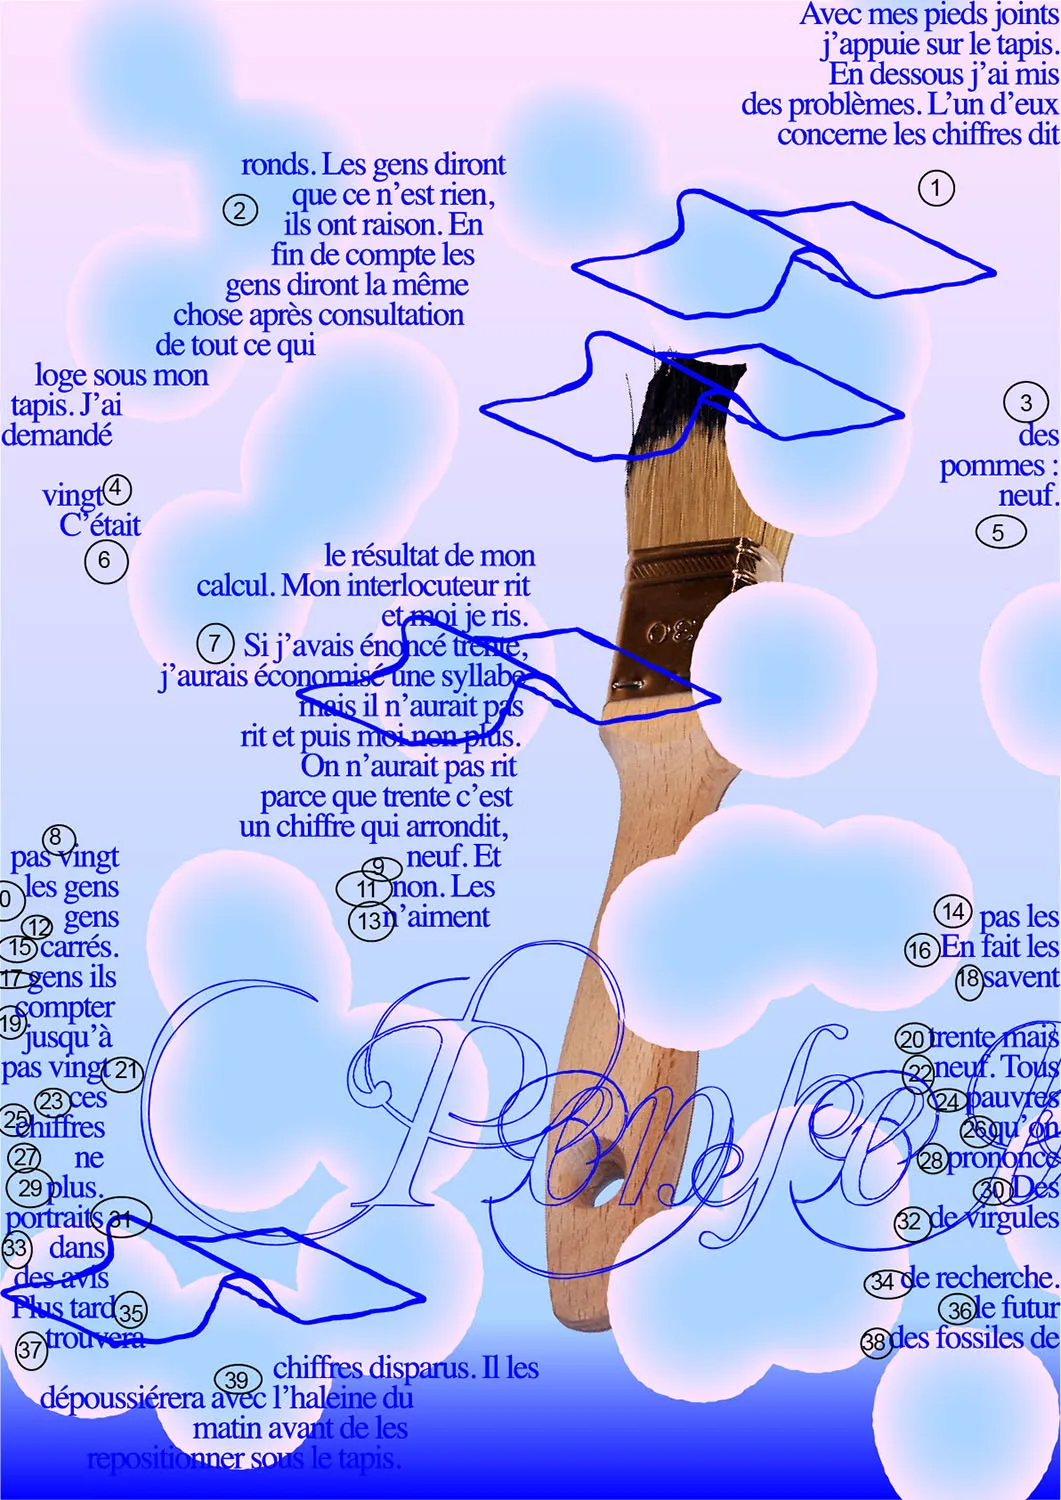 Avec mes pieds joints
j’appuie sur le tapis.
En dessous j’ai mis
des problèmes. L’un d’eux
concerne les chiffres dit
1
2
ronds. Les gens diront
que ce n’est rien,
ils ont raison. En
fin de compte les
gens diront la même
chose après consultation
de tout ce qui
loge sous mon
tapis. J’ai
demandé
3
des
pommes :
vingt 4
neuf.
5
C’était
6
le résultat de mon
calcul. Mon interlocuteur rit
et moi je ris.
7 Si j’avais énoncé trente,
j’aurais économisé une syllabe
mais il n’aurait pas
rit et puis moi non plus.
On n’aurait pas rit
parce que trente c’est
un chiffre qui arrondit,
8
pas vingt
9 neuf. Et
0 les gens
11 non. Les
12 gens
13 n’aiment
14 pas les
15 carrés.
16 En fait les
17 gens ils
18 savent
compter
19 jusqu’à
20 trente mais
pas vingt 21
22 neuf. Tous
23 ces
24 pauvres
25 chiffres
26 qu’on
27 ne
28 prononce
29 plus.
30 Des
portraits 31
32 de virgules
33 dans
des avis
34 de recherche.
Plus tard 35
36 le futur
37 trouvera
38 des fossiles de
39 chiffres disparus. Il les
dépoussiérera avec l’haleine du
matin avant de les
repositionner sous le tapis.